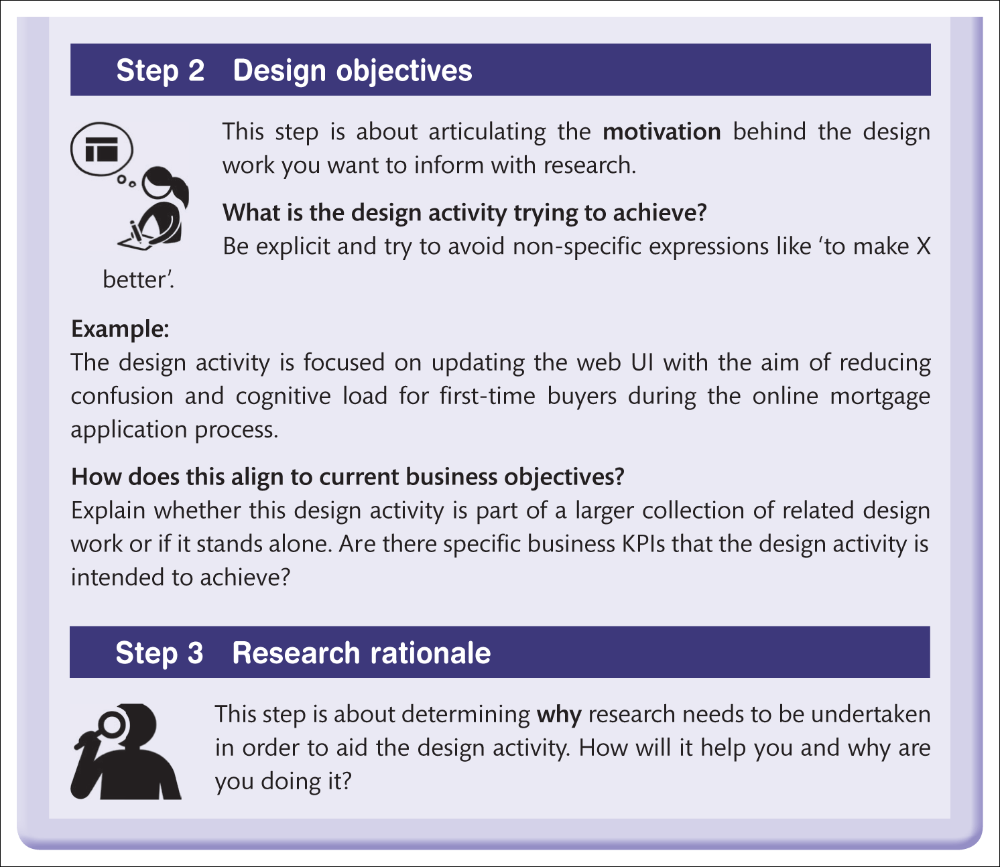 Step 2 Design objectives
This step is about articulating the motivation behind the design
work you want to inform with research.
What is the design activity trying to achieve?
Be explicit and try to avoid non-specific expressions like ‘to make X
better’.
Example:
The design activity is focused on updating the web UI with the aim of reducing
confusion and cognitive load for first-time buyers during the online mortgage
application process.
How does this align to current business objectives?
Explain whether this design activity is part of a larger collection of related design
work or if it stands alone. Are there specific business KPIs that the design activity is
intended to achieve?
Step 3 Research rationale
This step is about determining why research needs to be undertaken
in order to aid the design activity. How will it help you and why are
you doing it?